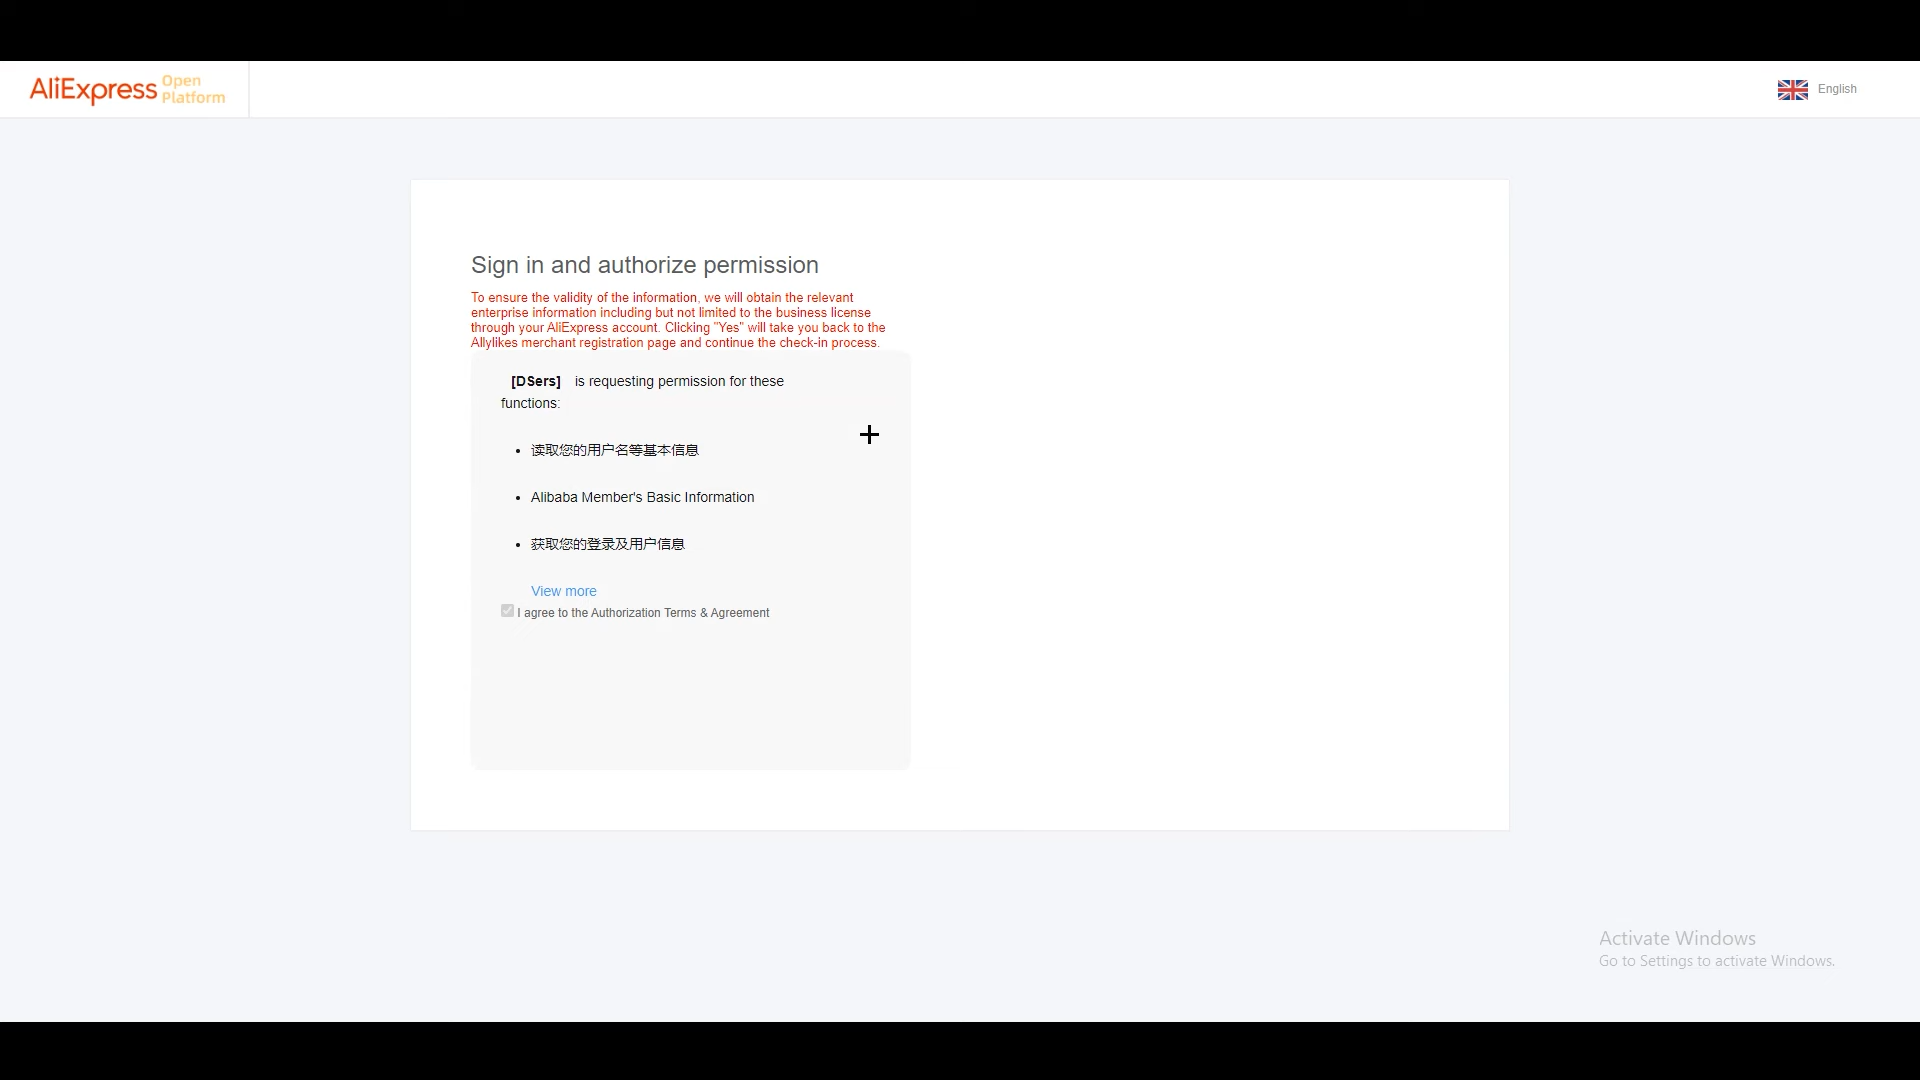 AliExpress Open Platform
English
Sign in and authorize permission
To ensure the validity of the information, we will obtain the relevant
enterprise information including but not limited to the business license
through your AliExpress account. Clicking "Yes" will take you back to the
Allylikes merchant registration page and continue the check-in process.
[DSers] is requesting permission for these
functions:
• 读取您的用户名等基本信息
• Alibaba Member's Basic Information
• 获取您的登录及用户信息
View more
I agree to the Authorization Terms & Agreement
Activate Windows
Go to Settings to activate Windows.